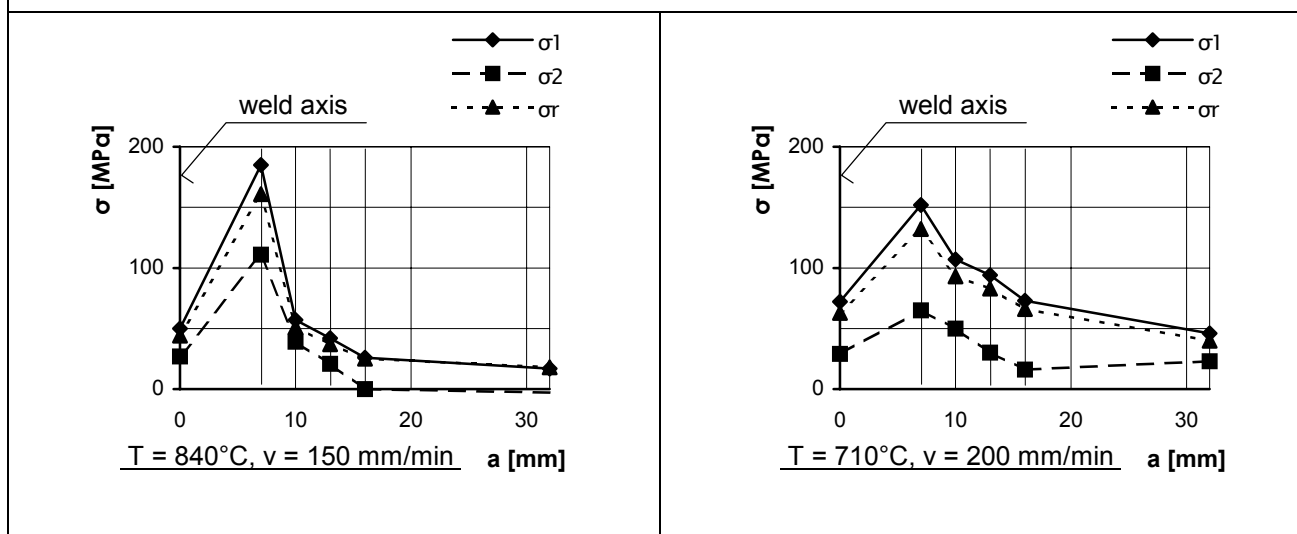 σ1
σ2
σr
weld axis
σ [MPa]
200
100
0
0 10 20 30
T = 840°C, v = 150 mm/min a [mm]
σ1
σ2
σr
weld axis
σ [MPa]
200
100
0
0 10 20 30
T = 710°C, v = 200 mm/min a [mm]